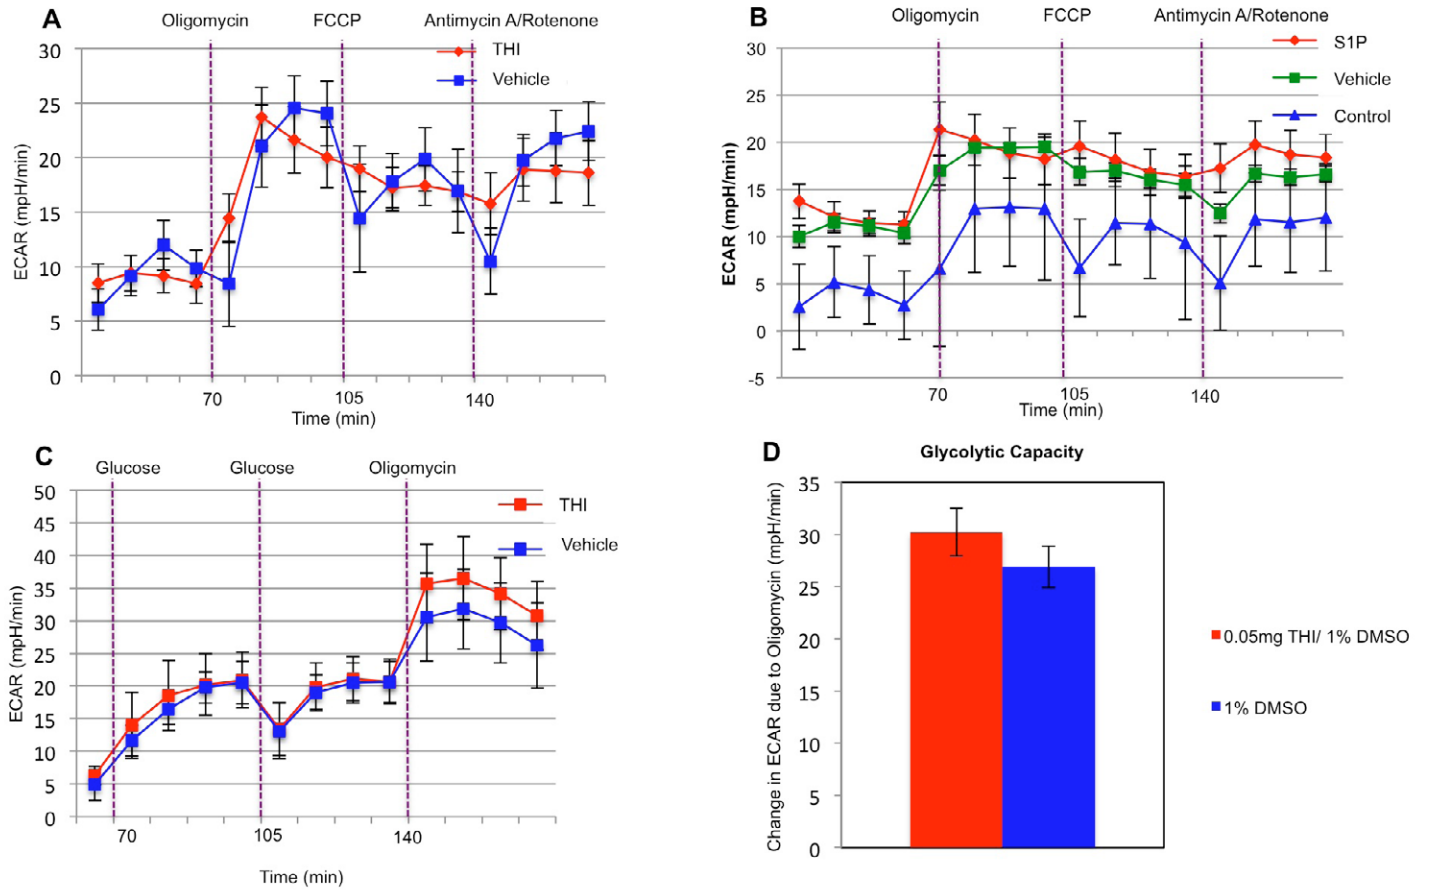 A
Oligomycin FCCP Antimycin A/Rotenone
THI
Vehicle
ECAR (mpH/min)
30
25
20
15
10
5
0
70 105 140
Time (min)
B
Oligomycin FCCP Antimycin A/Rotenone
S1P
Vehicle
Control
ECAR (mpH/min)
30
25
20
15
10
5
0
-5
70 105 140
Time (min)
C
Glucose Glucose Oligomycin
THI
Vehicle
ECAR (mpH/min)
50
45
40
35
30
25
20
15
10
5
0
70 105 140
Time (min)
D
Glycolytic Capacity
Change in ECAR due to Oligomycin (mpH/min)
35
30
25
20
15
10
5
0
0.05mg THI/ 1% DMSO
1% DMSO